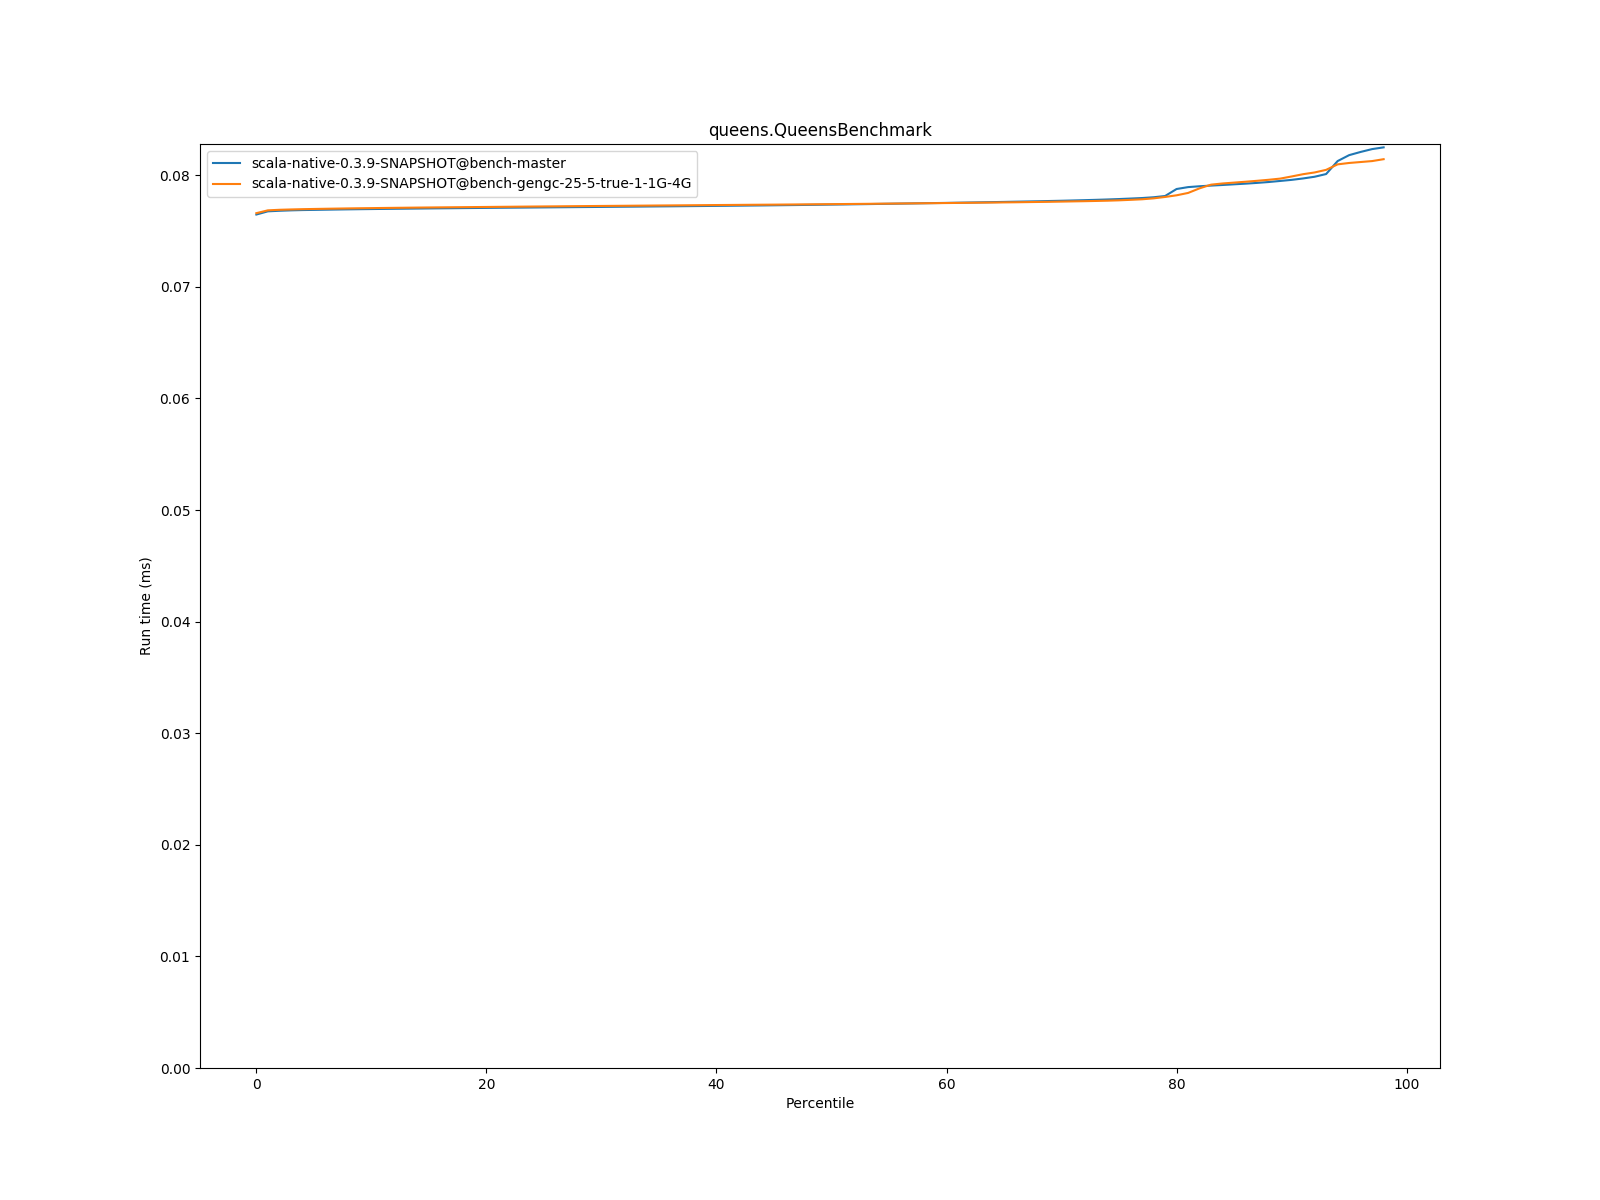 queens.QueensBenchmark
scala-native-0.3.9-SNAPSHOT@bench-master
scala-native-0.3.9-SNAPSHOT@bench-gengc-25-5-true-1-1G-4G
0.08
0.07
0.06
0.05
0.04
0.03
0.02
0.01
0.00
Run time (ms)
0 20 40 60 80 100
Percentile